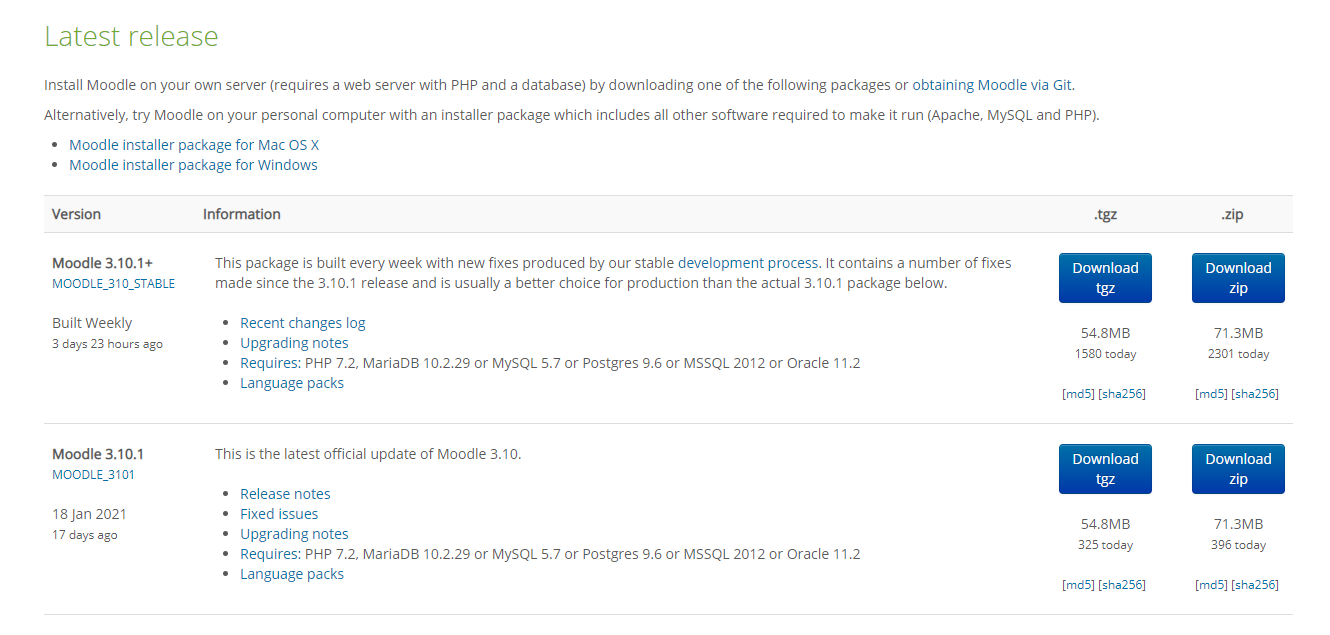 Latest release
Install Moodle on your own server (requires a web server with PHP and a database) by downloading one of the following packages or obtaining Moodle via Git.
Alternatively, try Moodle on your personal computer with an installer package which includes all other software required to make it run (Apache, MySQL and PHP).
Moodle installer package for Mac OS X
Moodle installer package for Windows
Version Information .tgz .zip
Moodle 3.10.1+
MOODLE_310_STABLE
Built Weekly
3 days 23 hours ago
This package is built every week with new fixes produced by our stable development process. It contains a number of fixes
made since the 3.10.1 release and is usually a better choice for production than the actual 3.10.1 package below.
Recent changes log
Upgrading notes
Requires: PHP 7.2, MariaDB 10.2.29 or MySQL 5.7 or Postgres 9.6 or MSSQL 2012 or Oracle 11.2
Language packs
Download
tgz
54.8MB
1580 today
[md5] [sha256]
Download
zip
71.3MB
2301 today
[md5] [sha256]
Moodle 3.10.1
MOODLE_3101
18 Jan 2021
17 days ago
This is the latest official update of Moodle 3.10.
Release notes
Fixed issues
Upgrading notes
Requires: PHP 7.2, MariaDB 10.2.29 or MySQL 5.7 or Postgres 9.6 or MSSQL 2012 or Oracle 11.2
Language packs
Download
tgz
54.8MB
325 today
[md5] [sha256]
Download
zip
71.3MB
396 today
[md5] [sha256]